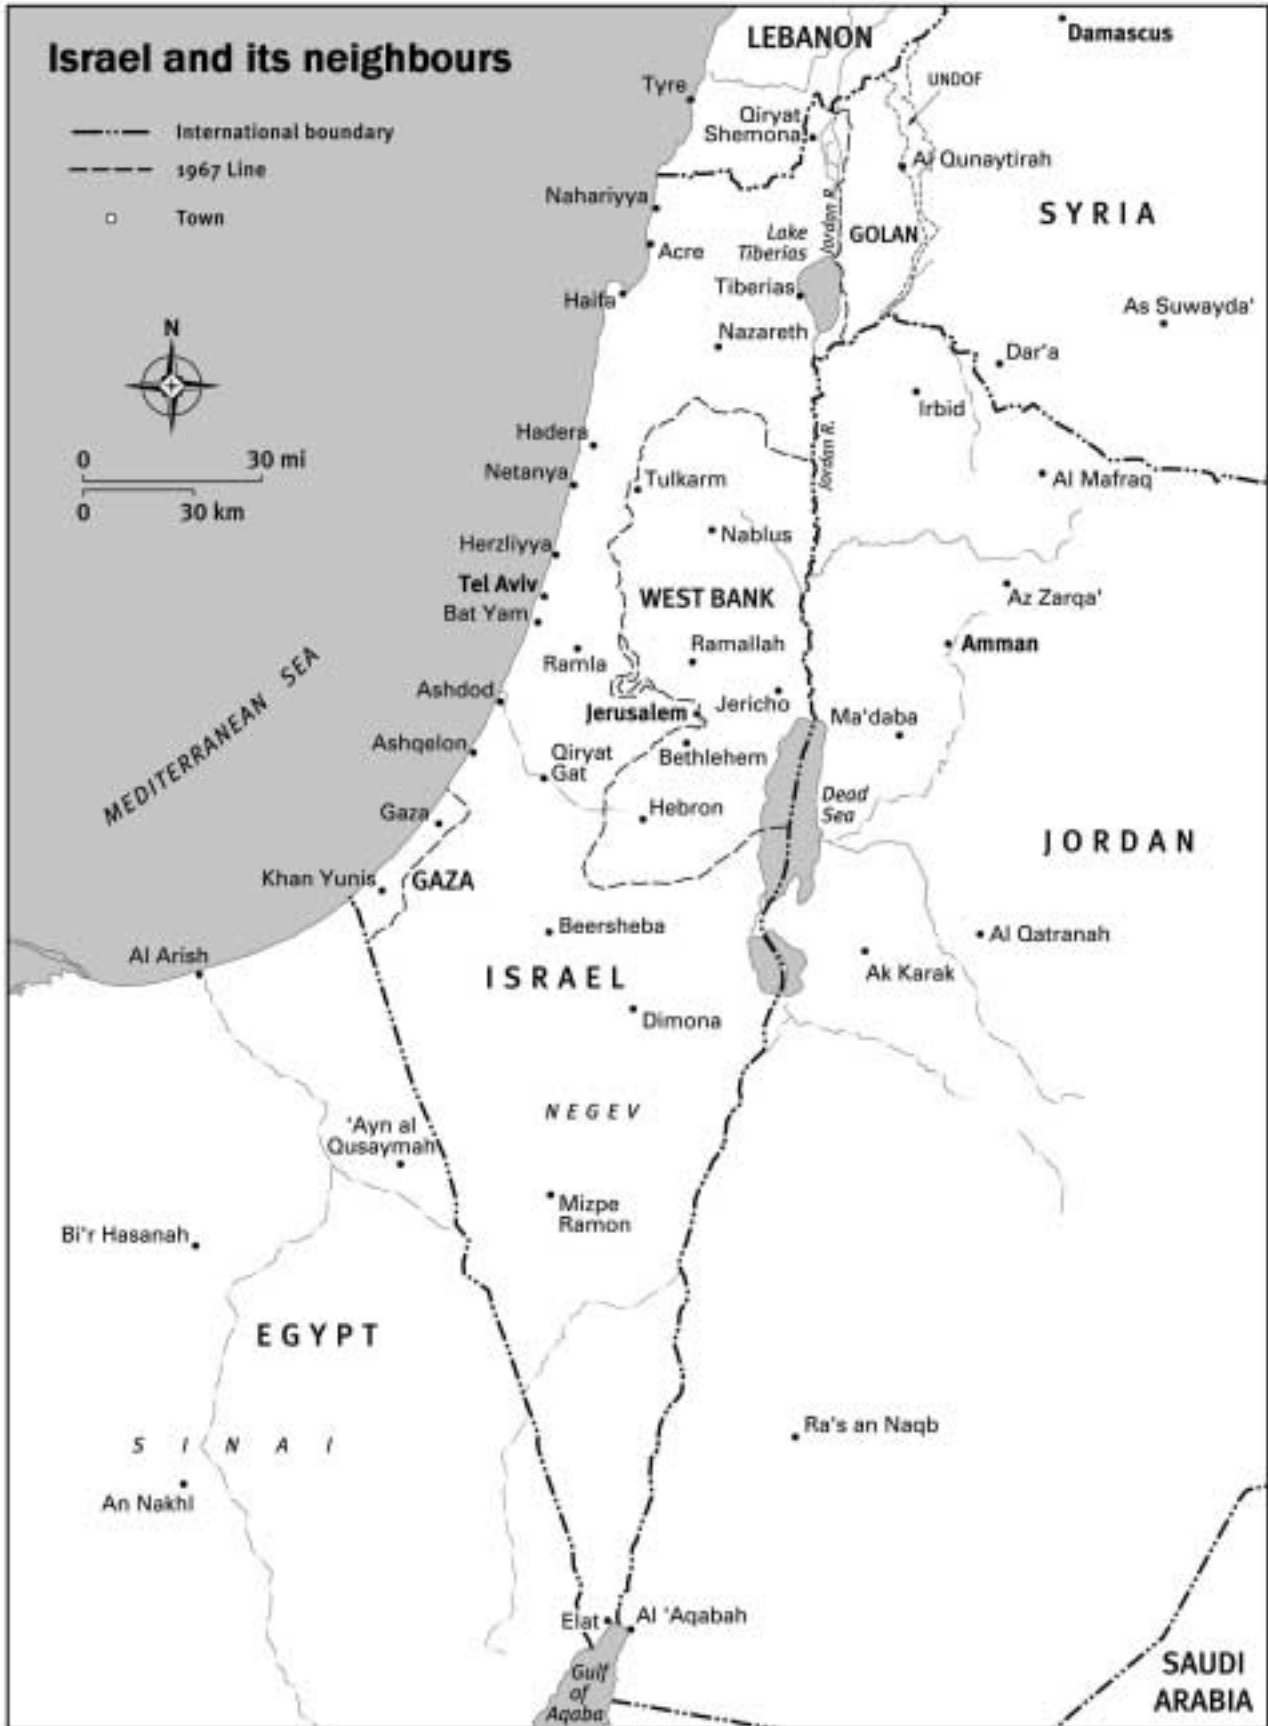 Israel and its neighbours
International boundary
1967 Line
Town
N
0 30 mi
0 30 km
LEBANON
Damascus
UNDOF
Tyre
Qiryat
Shemona
Al Qunaytirah
SYRIA
Nahariyya
Jordan R.
Lake
Tiberias
GOLAN
Acre
Tiberias
Haifa
As Suwayda'
Nazareth
Dar'a
Irbid
Hadera
Jordan R.
Netanya
Tulkarm
Al Mafraq
Nablus
Herzliyya
Tel Aviv
WEST BANK
Az Zarqa'
Bat Yam
Ramallah
Amman
Ramla
MEDITERRANEAN SEA
Ashdod
Jericho
Jerusalem
Ma'daba
Ashqelon
Qiryat
Gat
Bethlehem
Dead
Sea
Hebron
Gaza
JORDAN
Khan Yunis
GAZA
Beersheba
Al Qatranah
Al Arish
ISRAEL
Ak Karak
Dimona
NEGEV
'Ayn al
Qusaymah
Mizpe
Ramon
Bi'r Hasanah
EGYPT
SINAI
Ra's an Naqb
An Nakhl
Elat
Al 'Aqabah
Gulf
of
Aqaba
SAUDI
ARABIA